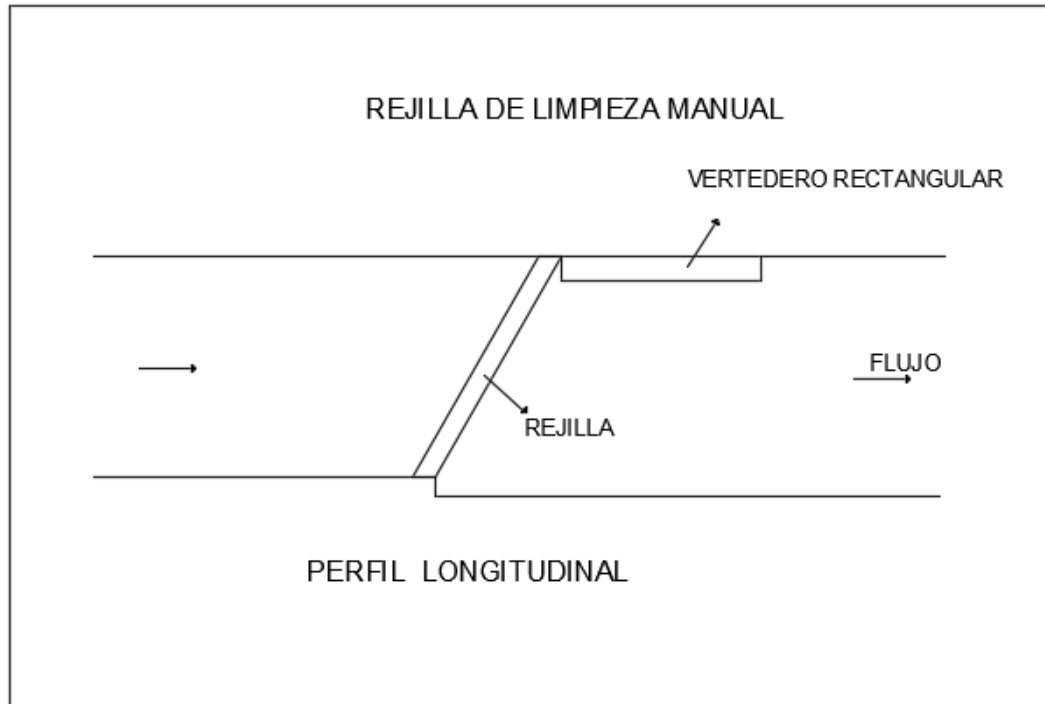 REJILLA DE LIMPIEZA MANUAL
VERTEDERO RECTANGULAR
FLUJO
REJILLA
PERFIL LONGITUDINAL